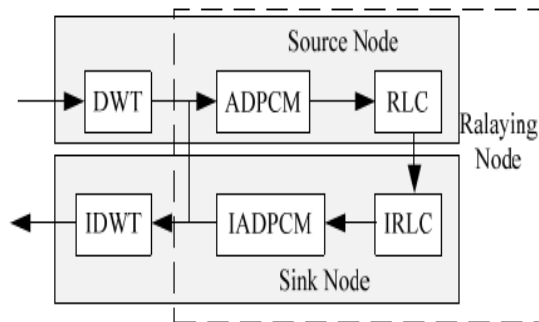 Source Node
DWT
ADPCM
RLC
Ralaying
Node
IDWT
IADPCM
IRLC
Sink Node